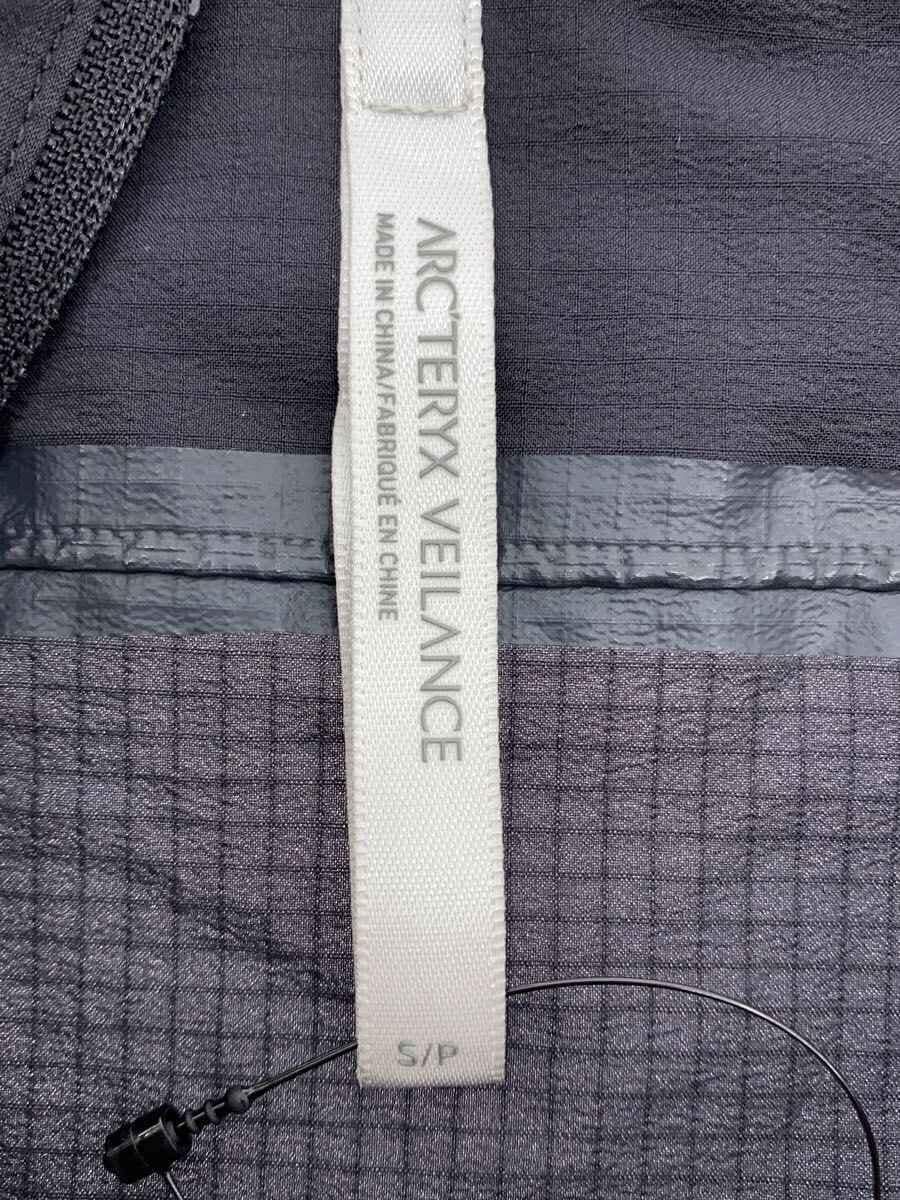 ARC'TERYX VEILANCE
MADE IN CHINA/FABRIQUÉ EN CHINE
S/P